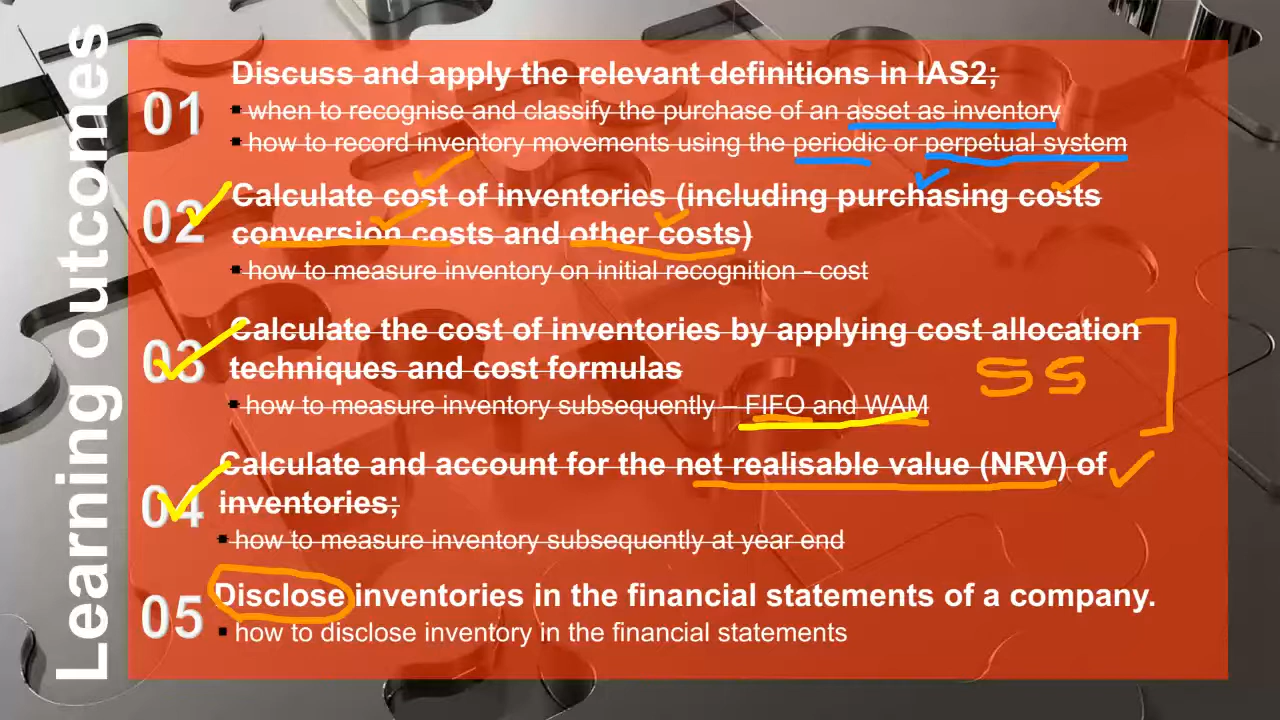 Learning outcomes
01
Discuss and apply the relevant definitions in IAS2;
▪ when to recognise and classify the purchase of an asset as inventory
▪ how to record inventory movements using the periodic or perpetual system
02
Calculate cost of inventories (including purchasing costs
conversion costs and other costs)
▪ how to measure inventory on initial recognition - cost
03
Calculate the cost of inventories by applying cost allocation
techniques and cost formulas
SS
▪ how to measure inventory subsequently – FIFO and WAM
04
Calculate and account for the net realisable value (NRV) of
inventories;
▪ how to measure inventory subsequently at year end
05
Disclose inventories in the financial statements of a company.
▪ how to disclose inventory in the financial statements